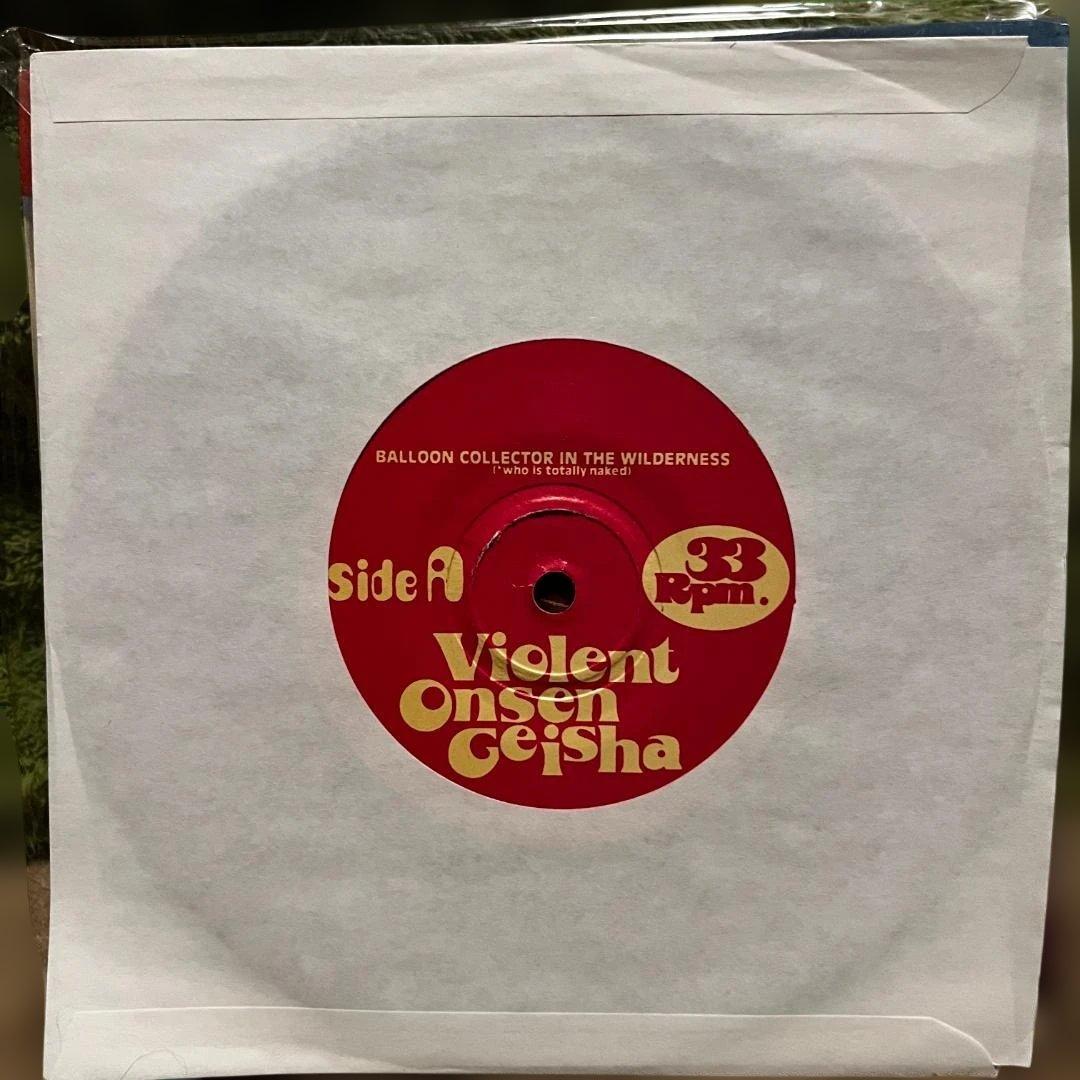 BALLOON COLLECTOR IN THE WILDERNESS
(*who is totally naked)
Side A
33
Rpm.
Violent
Onsen
Geisha